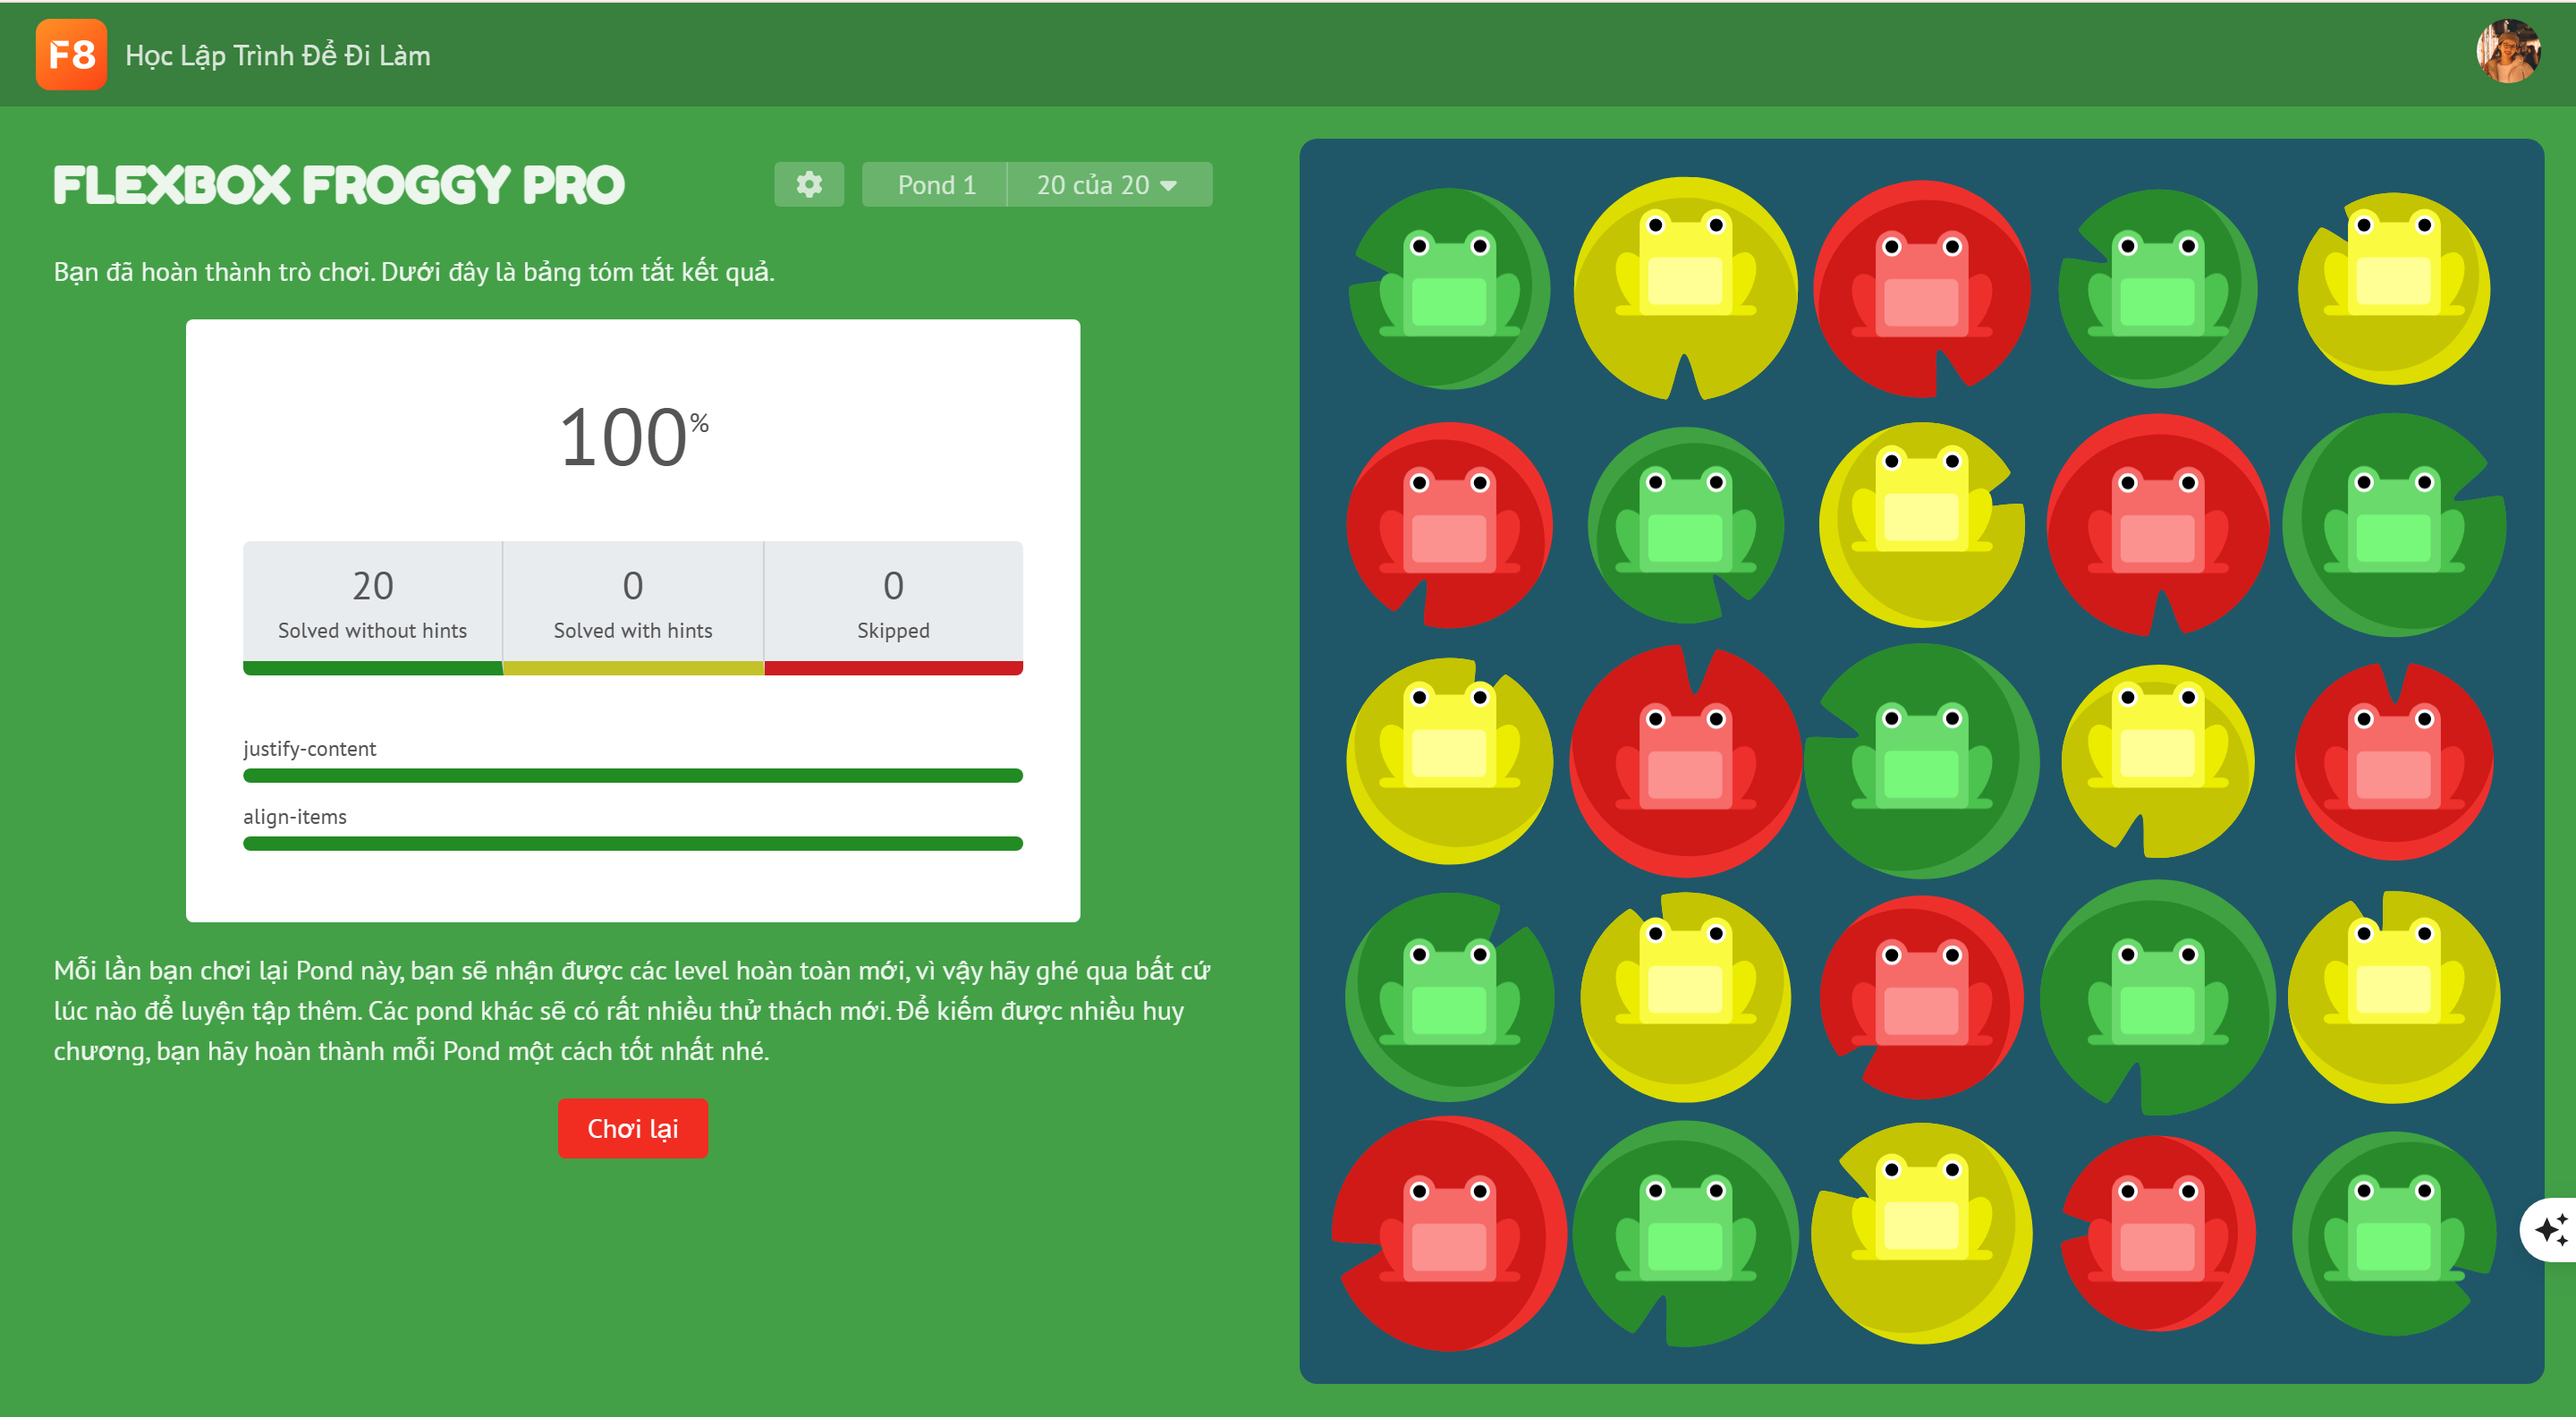 F8 Học Lập Trình Để Đi Làm
FLEXBOX FROGGY PRO
Pond 1
20 của 20
Bạn đã hoàn thành trò chơi. Dưới đây là bảng tóm tắt kết quả.
100%
20
Solved without hints
0
Solved with hints
0
Skipped
justify-content
align-items
Mỗi lần bạn chơi lại Pond này, bạn sẽ nhận được các level hoàn toàn mới, vì vậy hãy ghé qua bất cứ
lúc nào để luyện tập thêm. Các pond khác sẽ có rất nhiều thử thách mới. Để kiếm được nhiều huy
chương, bạn hãy hoàn thành mỗi Pond một cách tốt nhất nhé.
Chơi lại